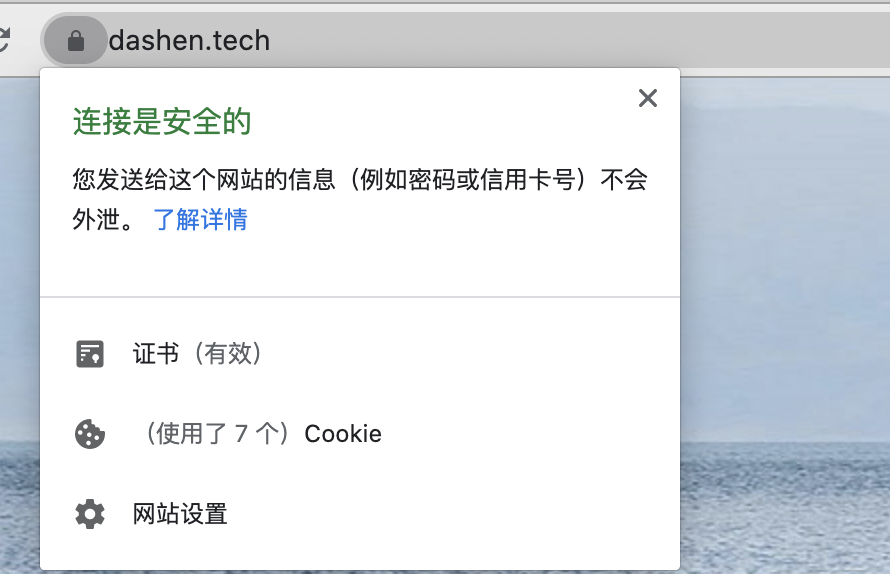 dashen.tech
连接是安全的
您发送给这个网站的信息（例如密码或信用卡号）不会
外泄。 了解详情
证书（有效）
（使用了 7 个）Cookie
网站设置